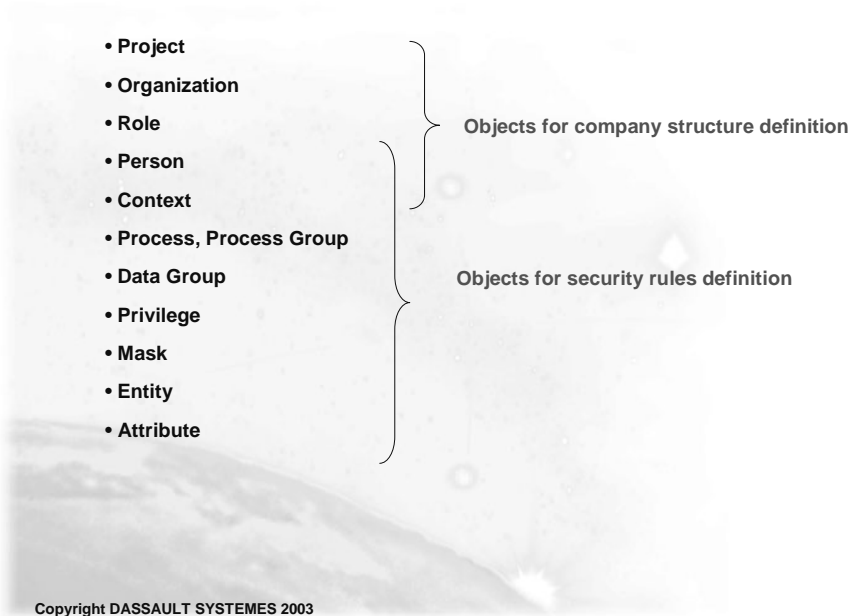 • Project
• Organization
• Role
Objects for company structure definition
• Person
• Context
• Process, Process Group
• Data Group
Objects for security rules definition
• Privilege
• Mask
• Entity
• Attribute
Copyright DASSAULT SYSTEMES 2003